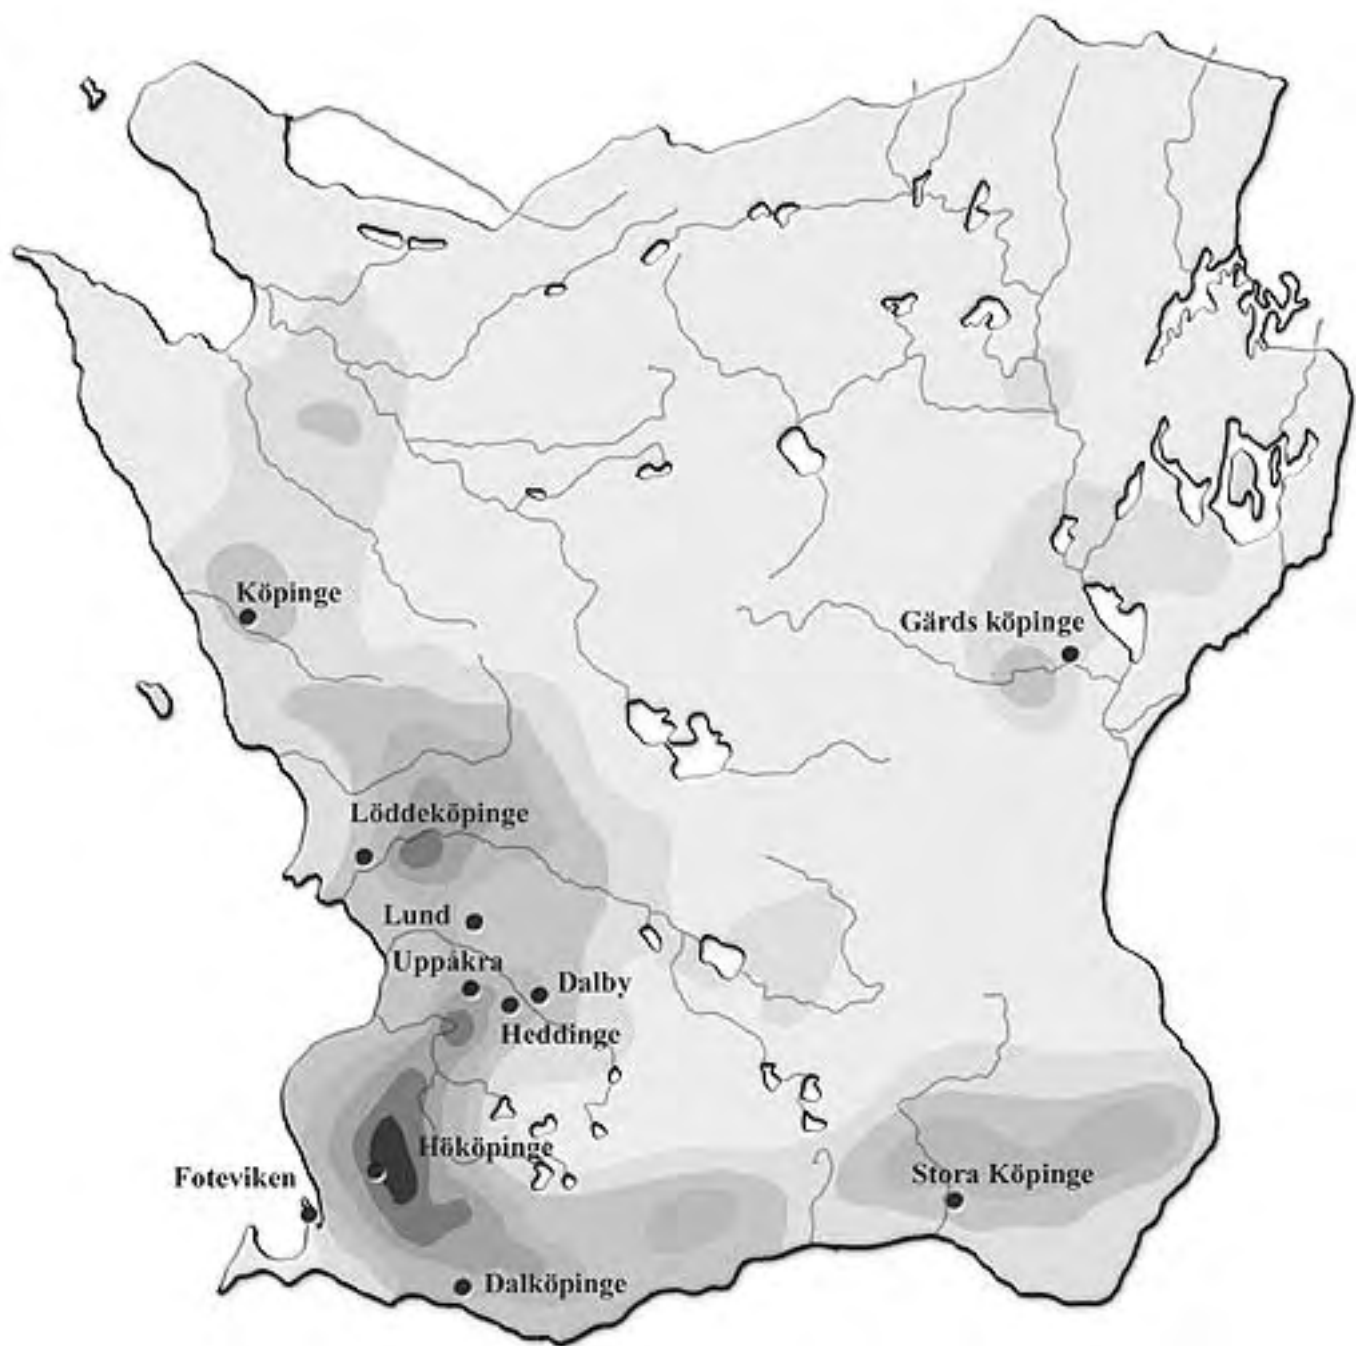 Köpinge
Gärds köpinge
Löddeköpinge
Lund
Uppåkra
Dalby
Heddinge
Hököpinge
Foteviken
Stora Köpinge
Dalköpinge